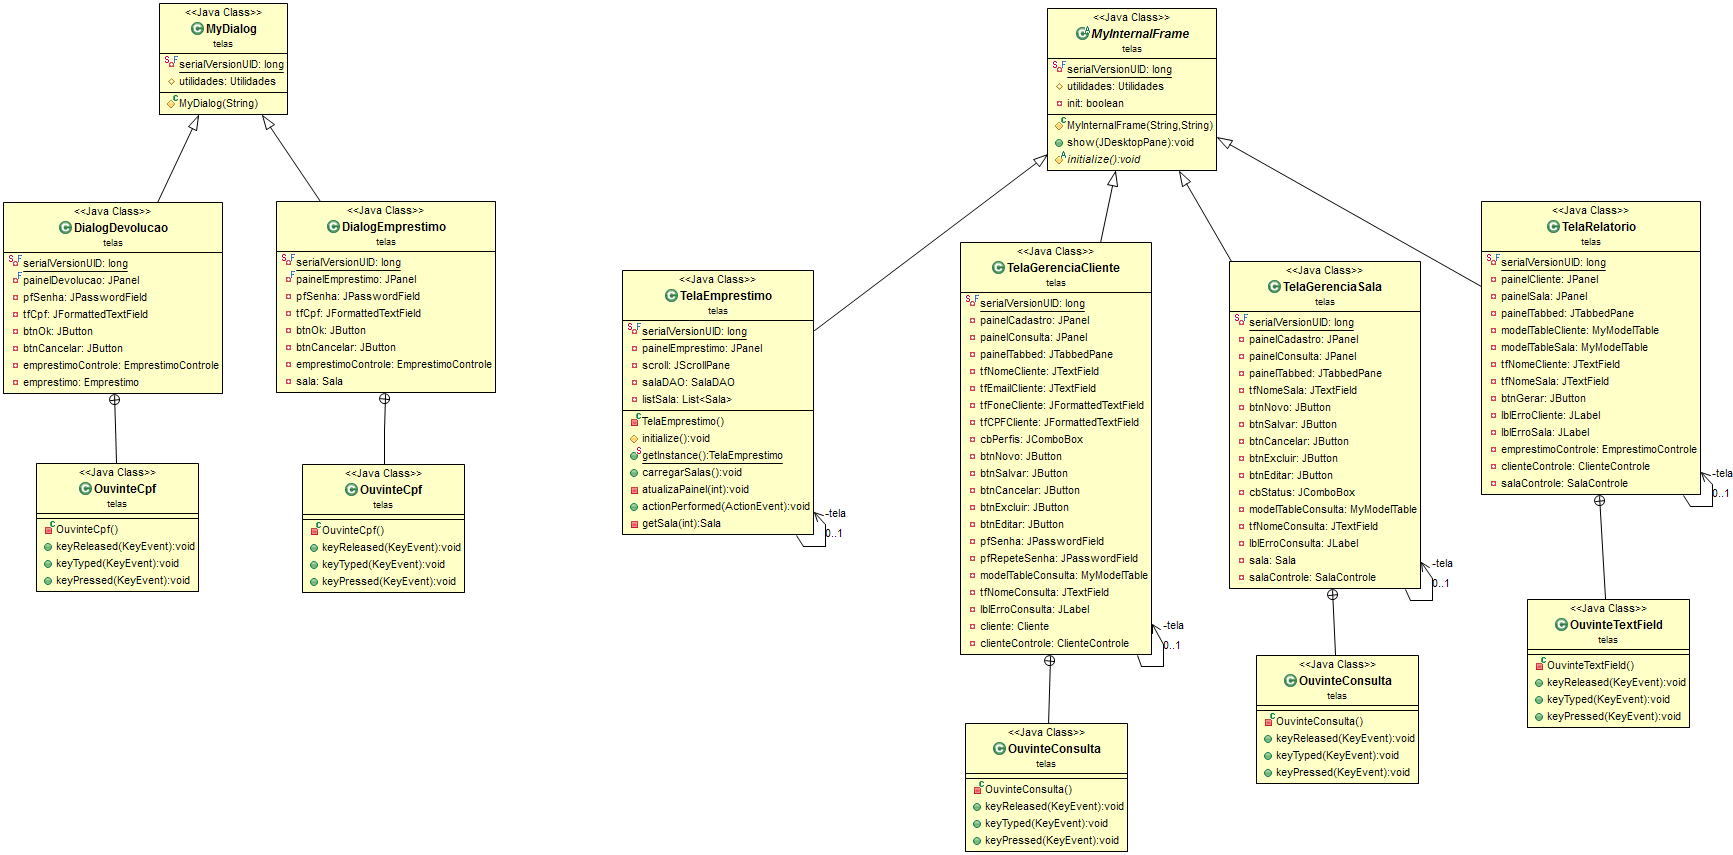 <<Java Class>>
MyDialog
telas
serialVersionUID: long
utilidades: Utilidades
MyDialog(String)
<<Java Class>>
DialogDevolucao
telas
serialVersionUID: long
painelDevolucao: JPanel
pfSenha: JPasswordField
tfCpf: JFormattedTextField
btnOk: JButton
btnCancelar: JButton
emprestimoControle: EmprestimoControle
emprestimo: Emprestimo
<<Java Class>>
DialogEmprestimo
telas
serialVersionUID: long
painelEmprestimo: JPanel
pfSenha: JPasswordField
tfCpf: JFormattedTextField
btnOk: JButton
btnCancelar: JButton
emprestimoControle: EmprestimoControle
sala: Sala
<<Java Class>>
OuvinteCpf
telas
OuvinteCpf()
keyReleased(KeyEvent):void
keyTyped(KeyEvent):void
keyPressed(KeyEvent):void
<<Java Class>>
OuvinteCpf
telas
OuvinteCpf()
keyReleased(KeyEvent):void
keyTyped(KeyEvent):void
keyPressed(KeyEvent):void
<<Java Class>>
MyInternalFrame
telas
serialVersionUID: long
utilidades: Utilidades
init: boolean
MyInternalFrame(String,String)
show(JDesktopPane):void
initialize():void
<<Java Class>>
TelaEmprestimo
telas
serialVersionUID: long
painelEmprestimo: JPanel
scroll: JScrollPane
salaDAO: SalaDAO
listSala: List<Sala>
TelaEmprestimo()
initialize():void
getInstance():TelaEmprestimo
carregarSalas():void
atualizaPainel(int):void
actionPerformed(ActionEvent):void
getSala(int):Sala
-tela
0..1
<<Java Class>>
TelaGerenciaCliente
telas
serialVersionUID: long
painelCadastro: JPanel
painelConsulta: JPanel
painelTabbed: JTabbedPane
tfNomeCliente: JTextField
tfEmailCliente: JTextField
tfFoneCliente: JFormattedTextField
tfCPFCliente: JFormattedTextField
cbPerfis: JComboBox
btnNovo: JButton
btnSalvar: JButton
btnCancelar: JButton
btnExcluir: JButton
btnEditar: JButton
pfSenha: JPasswordField
pfRepeteSenha: JPasswordField
modelTableConsulta: MyModelTable
tfNomeConsulta: JTextField
lblErroConsulta: JLabel
cliente: Cliente
clienteControle: ClienteControle
-tela
0..1
<<Java Class>>
OuvinteConsulta
telas
OuvinteConsulta()
keyReleased(KeyEvent):void
keyTyped(KeyEvent):void
keyPressed(KeyEvent):void
<<Java Class>>
TelaGerenciaSala
telas
serialVersionUID: long
painelCadastro: JPanel
painelConsulta: JPanel
painelTabbed: JTabbedPane
tfNomeSala: JTextField
btnNovo: JButton
btnSalvar: JButton
btnCancelar: JButton
btnExcluir: JButton
btnEditar: JButton
cbStatus: JComboBox
modelTableConsulta: MyModelTable
tfNomeConsulta: JTextField
lblErroConsulta: JLabel
sala: Sala
salaControle: SalaControle
-tela
0..1
<<Java Class>>
OuvinteConsulta
telas
OuvinteConsulta()
keyReleased(KeyEvent):void
keyTyped(KeyEvent):void
keyPressed(KeyEvent):void
<<Java Class>>
TelaRelatorio
telas
serialVersionUID: long
painelCliente: JPanel
painelSala: JPanel
painelTabbed: JTabbedPane
modelTableCliente: MyModelTable
modelTableSala: MyModelTable
tfNomeCliente: JTextField
tfNomeSala: JTextField
btnGerar: JButton
lblErroCliente: JLabel
lblErroSala: JLabel
emprestimoControle: EmprestimoControle
clienteControle: ClienteControle
salaControle: SalaControle
-tela
0..1
<<Java Class>>
OuvinteTextField
telas
OuvinteTextField()
keyReleased(KeyEvent):void
keyTyped(KeyEvent):void
keyPressed(KeyEvent):void